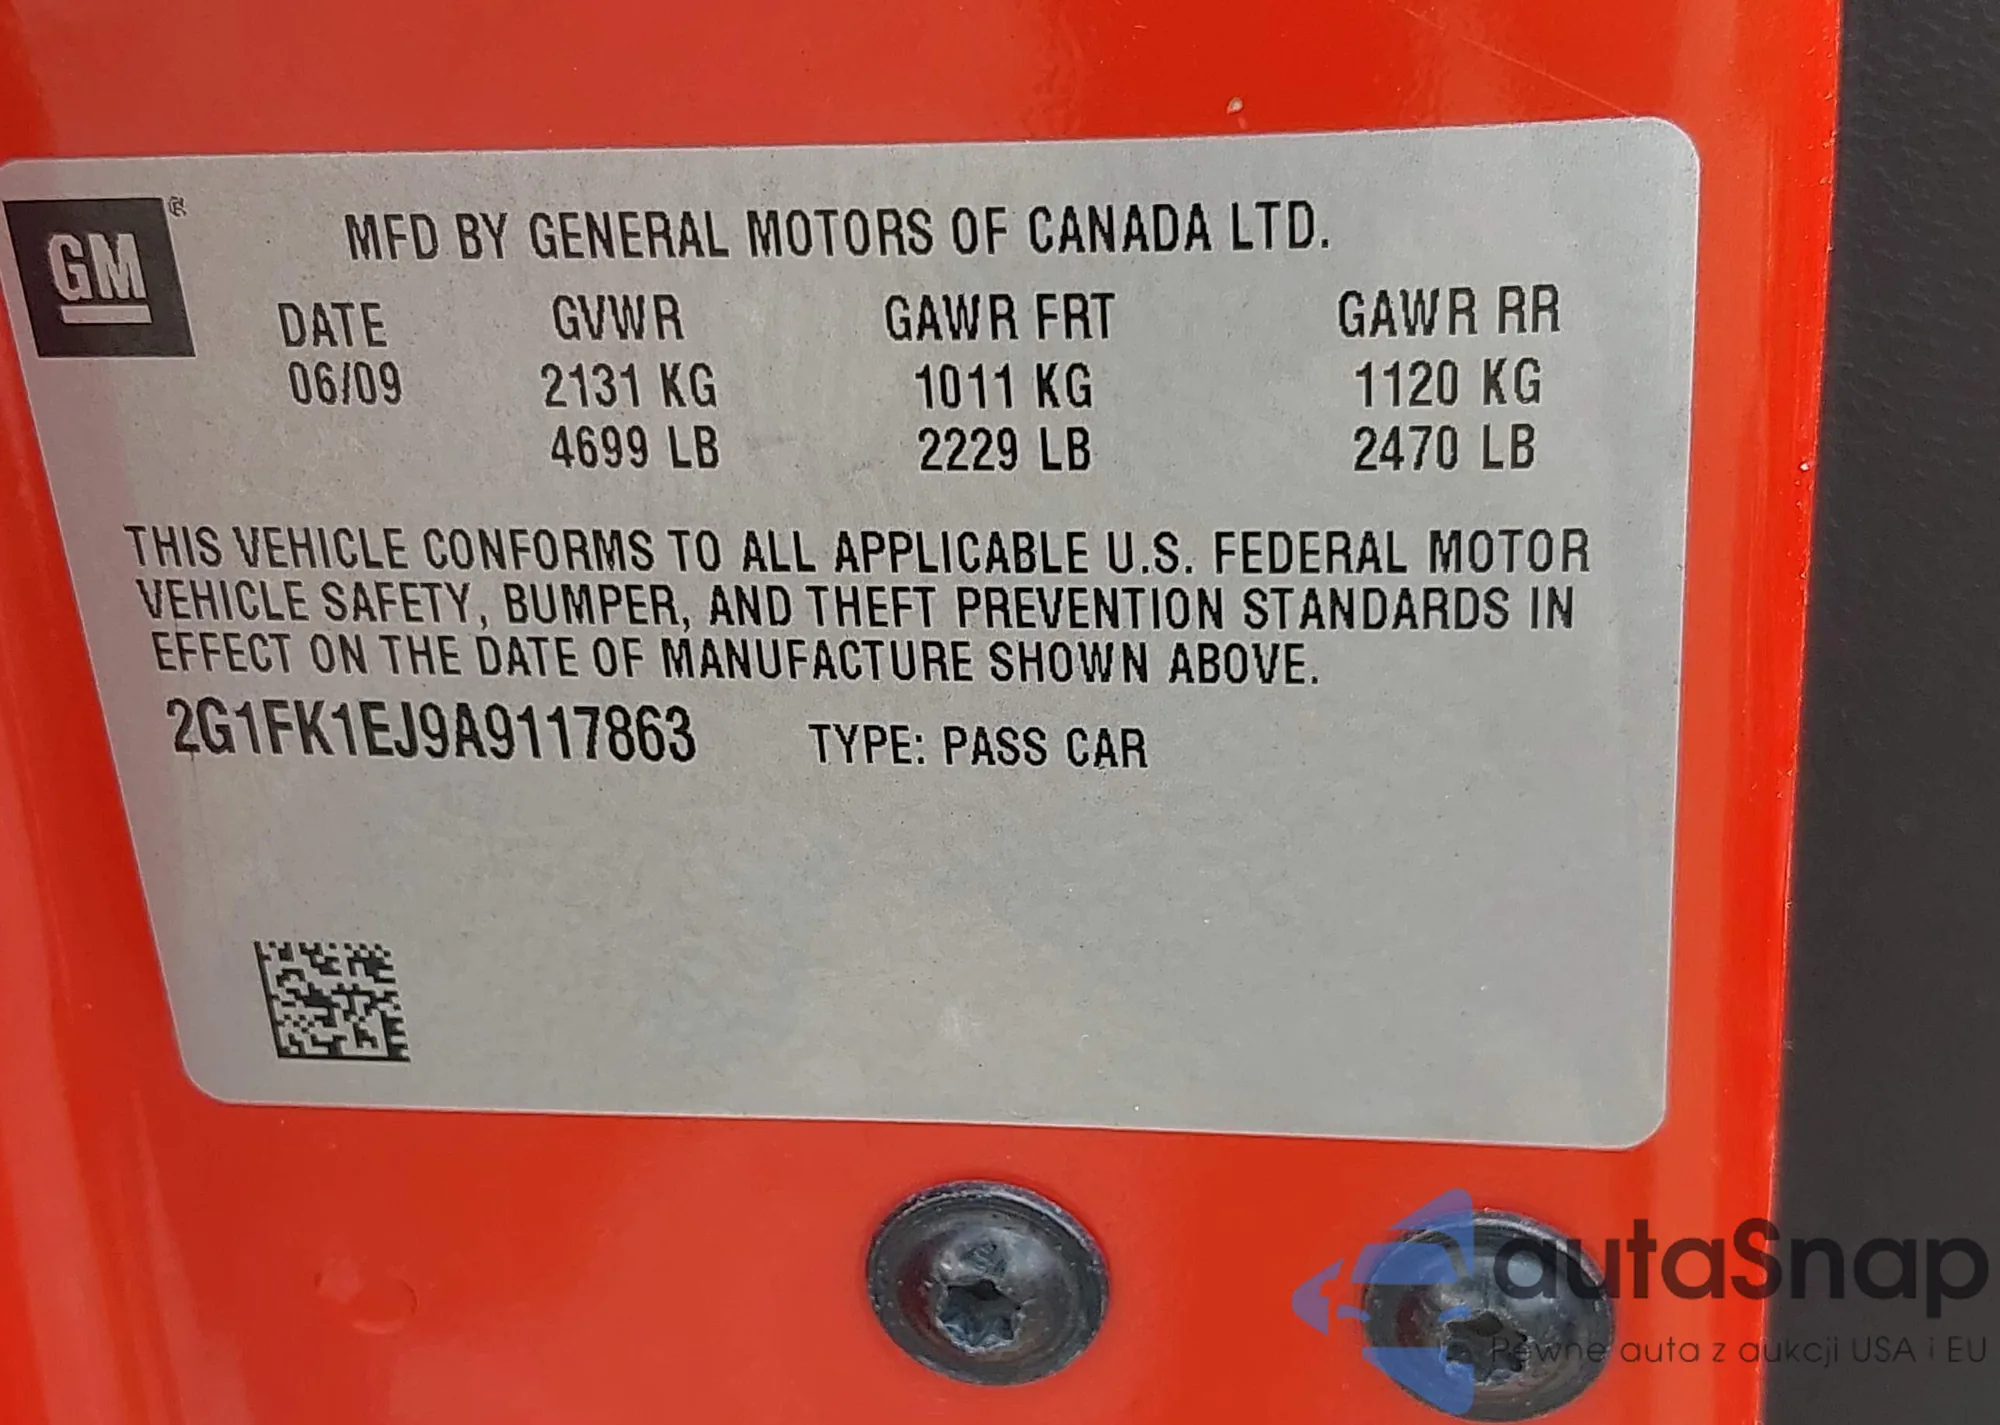 GM®
MFD BY GENERAL MOTORS OF CANADA LTD.
DATE GVWR GAWR FRT GAWR RR
06/09 2131 KG 1011 KG 1120 KG
4699 LB 2229 LB 2470 LB
THIS VEHICLE CONFORMS TO ALL APPLICABLE U.S. FEDERAL MOTOR
VEHICLE SAFETY, BUMPER, AND THEFT PREVENTION STANDARDS IN
EFFECT ON THE DATE OF MANUFACTURE SHOWN ABOVE.
2G1FK1EJ9A9117863 TYPE: PASS CAR
autaSnap
Pewne auta z aukcji USA i EU